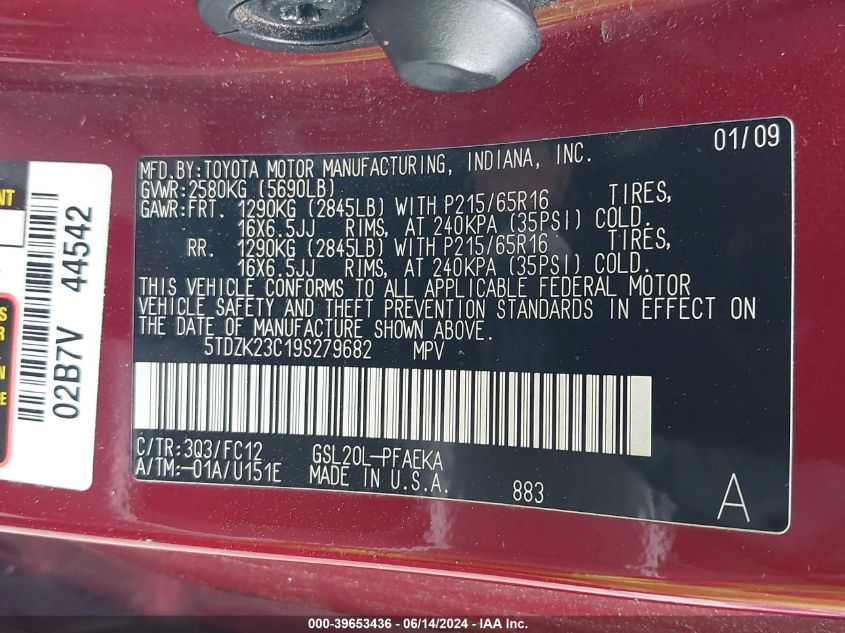 01/09
MFD.BY:TOYOTA MOTOR MANUFACTURING, INDIANA, INC.
GVWR:2580KG (5690LB)
GAWR:FRT. 1290KG (2845LB) WITH P215/65R16 TIRES,
16X6.5JJ RIMS, AT 240KPA (35PSI) COLD.
RR. 1290KG (2845LB) WITH P215/65R16 TIRES,
16X6.5JJ RIMS, AT 240KPA (35PSI) COLD.
THIS VEHICLE CONFORMS TO ALL APPLICABLE FEDERAL MOTOR
VEHICLE SAFETY AND THEFT PREVENTION STANDARDS IN EFFECT ON
THE DATE OF MANUFACTURE SHOWN ABOVE.
5TDZK23C19S279682 MPV
C/TR:3Q3/FC12 GSL20L-PFAEKA
A/TM:-01A/U151E MADE IN U.S.A. 883
A
02B7V 44542
000-39653436 - 06/14/2024 - IAA Inc.